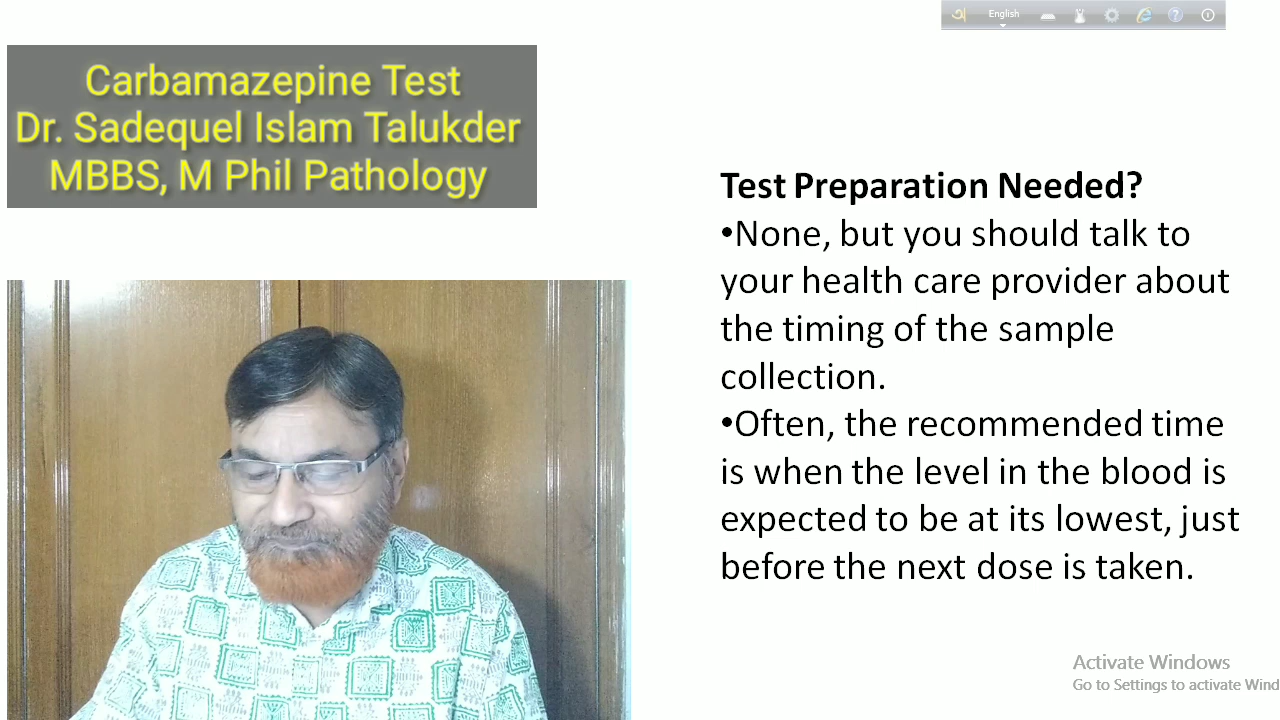 English
Carbamazepine Test
Dr. Sadequel Islam Talukder
MBBS, M Phil Pathology
Test Preparation Needed?
•None, but you should talk to
your health care provider about
the timing of the sample
collection.
•Often, the recommended time
is when the level in the blood is
expected to be at its lowest, just
before the next dose is taken.
Activate Windows
Go to Settings to activate Wind